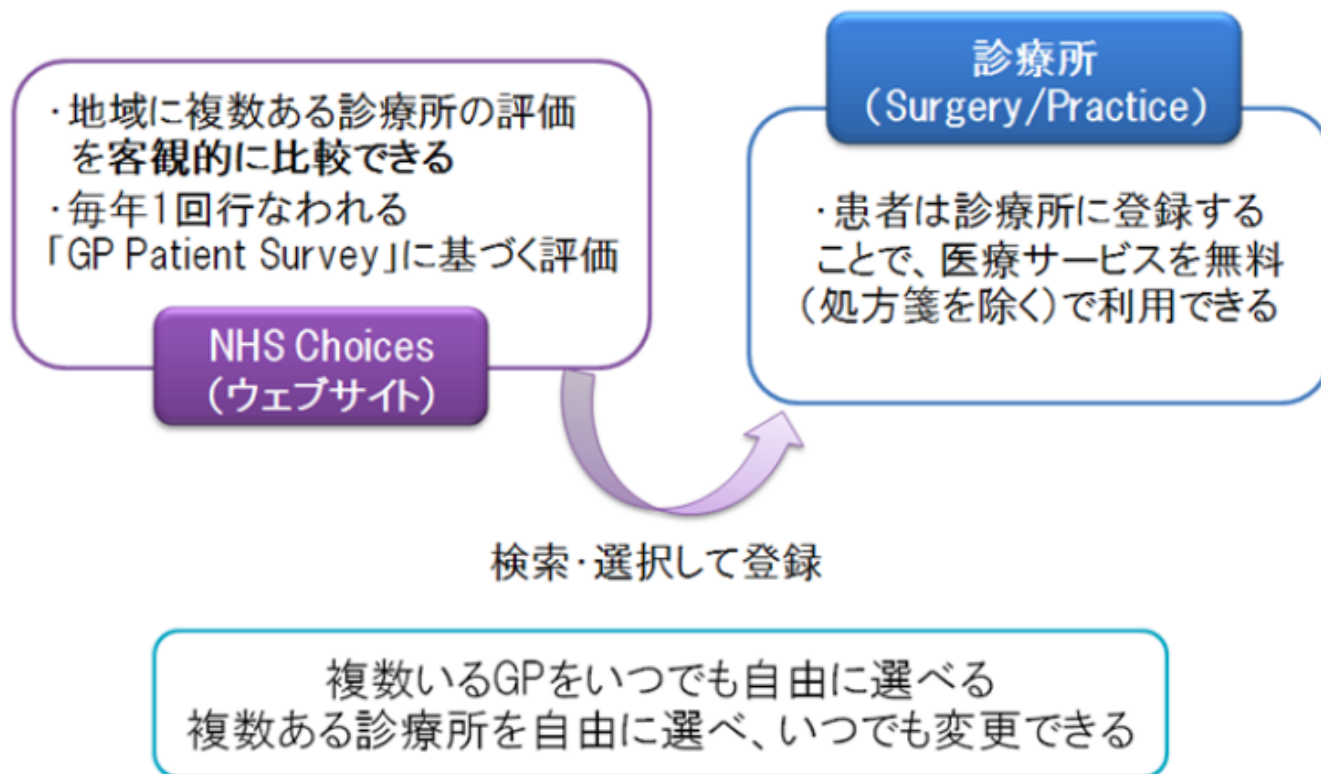 ・地域に複数ある診療所の評価
を客観的に比較できる
・毎年1回行なわれる
「GP Patient Survey」に基づく評価
NHS Choices
(ウェブサイト)
診療所
(Surgery/Practice)
・患者は診療所に登録する
ことで、医療サービスを無料
(処方箋を除く)で利用できる
検索・選択して登録
複数いるGPをいつでも自由に選べる
複数ある診療所を自由に選べ、いつでも変更できる